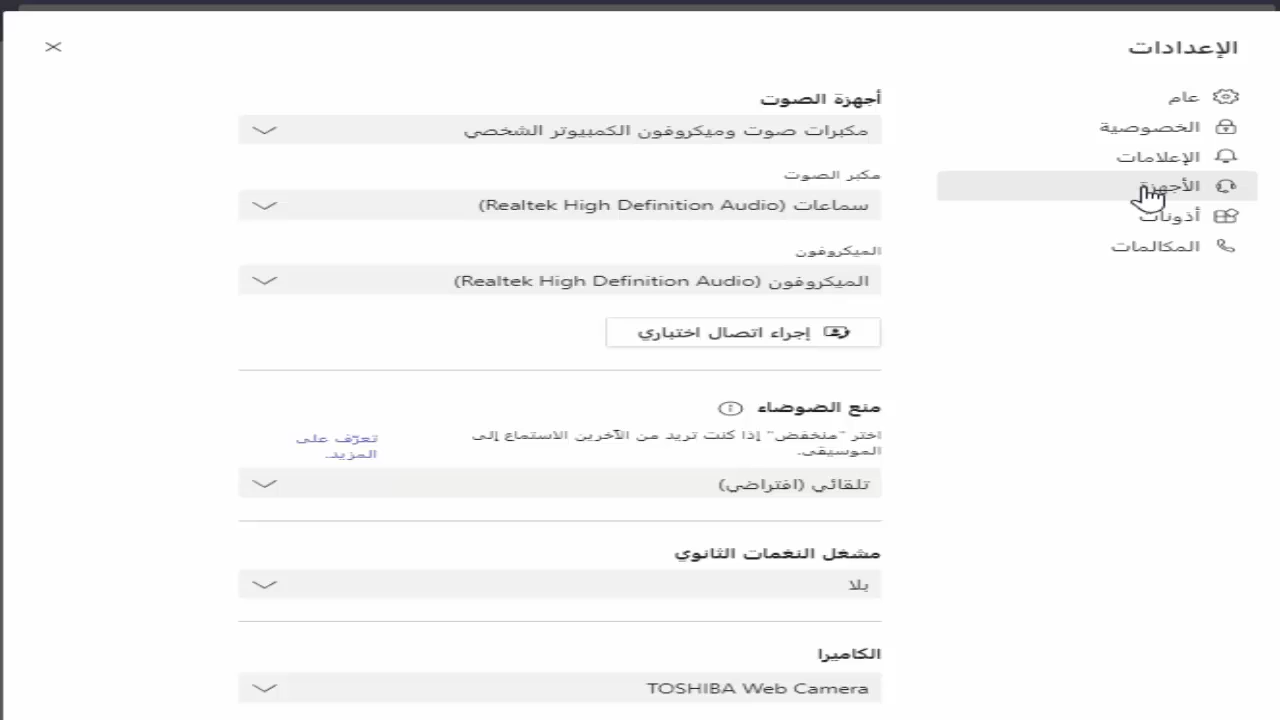 الإعدادات
عام
الخصوصية
الإعلامات
الأجهزة
أذونات
المكالمات
أجهزة الصوت
مكبرات صوت وميكروفون الكمبيوتر الشخصي
مكبر الصوت
سماعات (Realtek High Definition Audio)
الميكروفون
الميكروفون (Realtek High Definition Audio)
إجراء اتصال اختباري
منع الضوضاء
اختر "منخفض" إذا كنت تريد من الآخرين الاستماع إلى
الموسيقى.
تعرّف على
المزيد.
تلقائي (افتراضي)
مشغل النغمات الثانوي
بلا
الكاميرا
TOSHIBA Web Camera